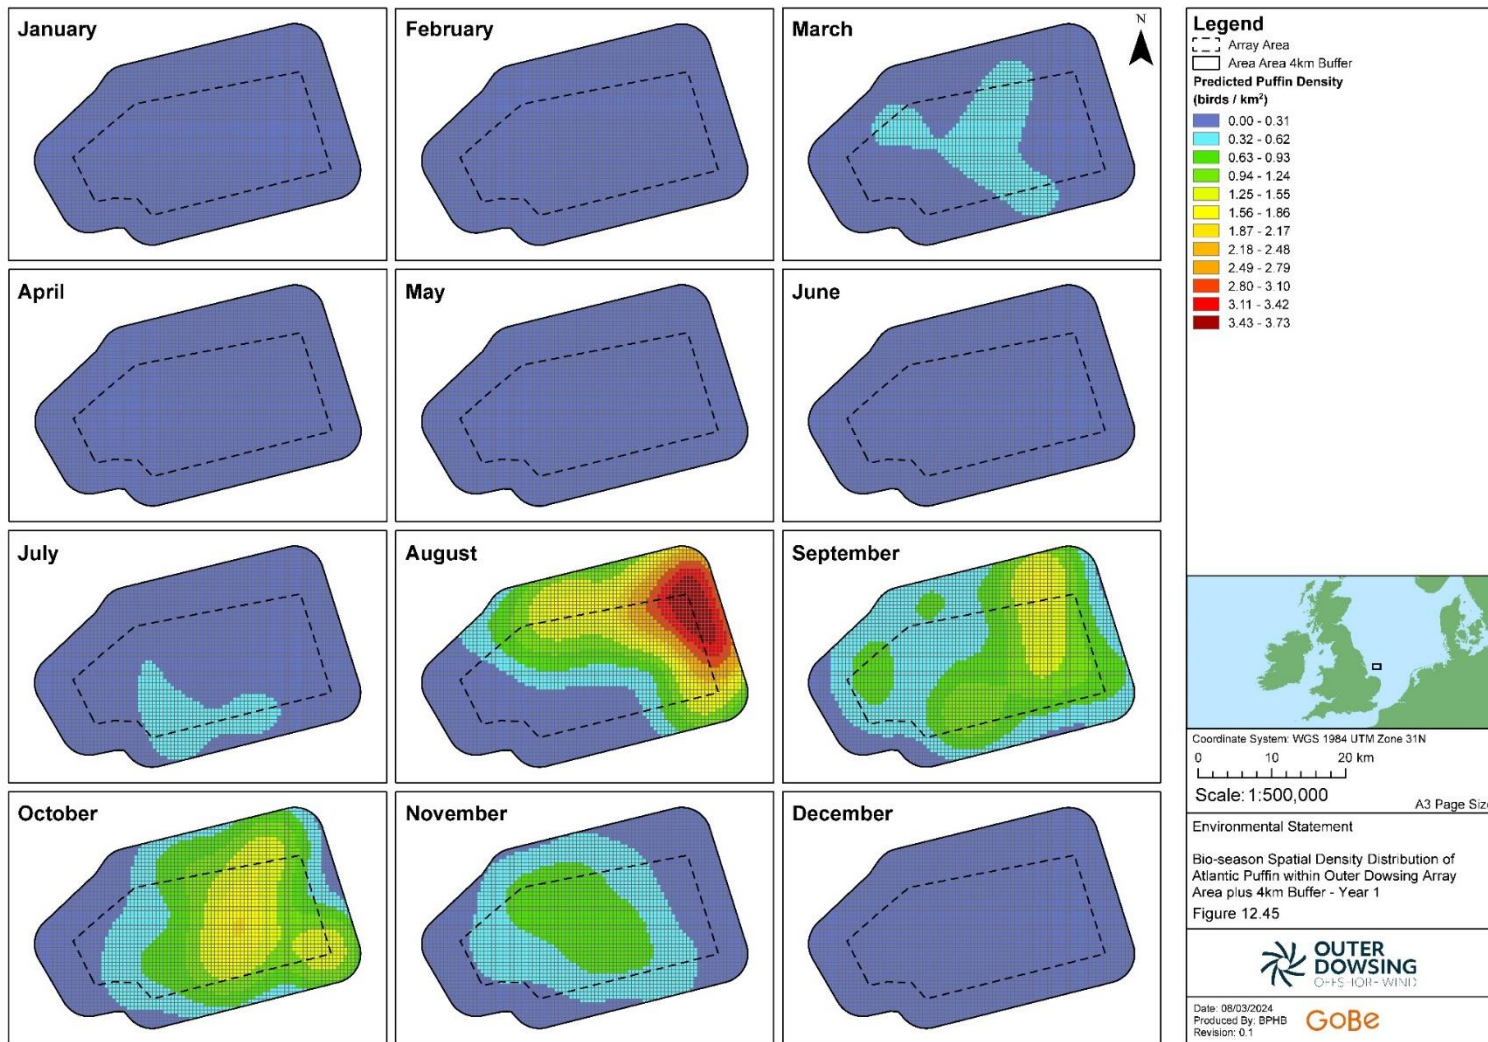 January
February
March
N
April
May
June
July
August
September
October
November
December
Legend
Array Area
Area Area 4km Buffer
Predicted Puffin Density
(birds / km²)
0.00 - 0.31
0.32 - 0.62
0.63 - 0.93
0.94 - 1.24
1.25 - 1.55
1.56 - 1.86
1.87 - 2.17
2.18 - 2.48
2.49 - 2.79
2.80 - 3.10
3.11 - 3.42
3.43 - 3.73
Coordinate System: WGS 1984 UTM Zone 31N
0 10 20 km
Scale: 1:500,000
A3 Page Size
Environmental Statement
Bio-season Spatial Density Distribution of
Atlantic Puffin within Outer Dowsing Array
Area plus 4km Buffer - Year 1
Figure 12.45
OUTER
DOWSING
OFFSHORE WIND
Date: 08/03/2024
Produced By: BPHB
Revision: 0.1
GoBe